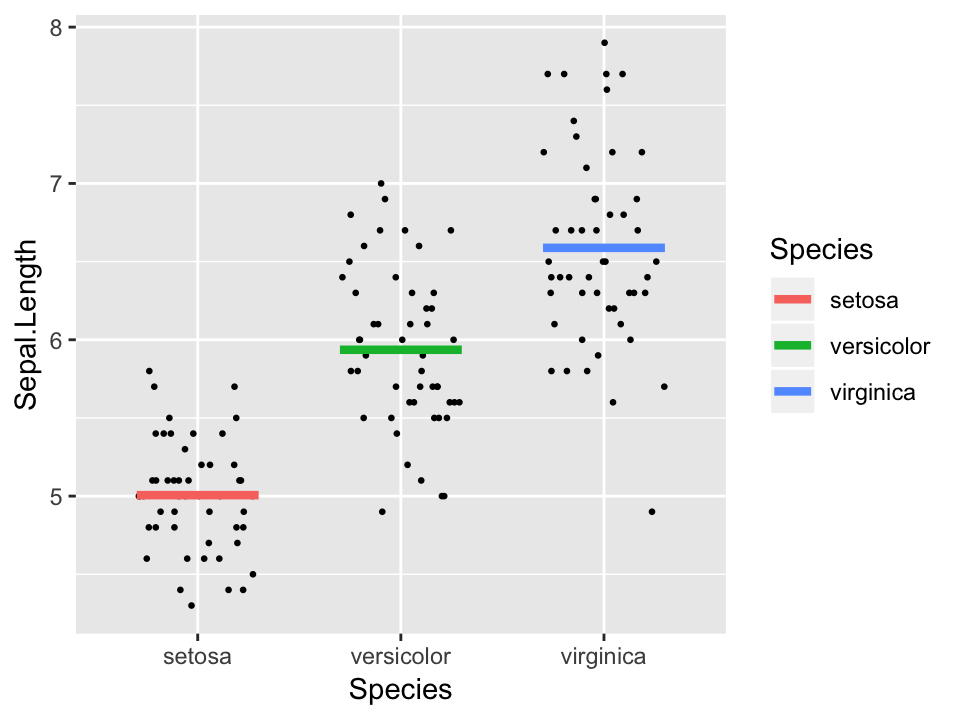 8
7
6
5
Sepal.Length
setosa
versicolor
virginica
Species
Species
setosa
versicolor
virginica